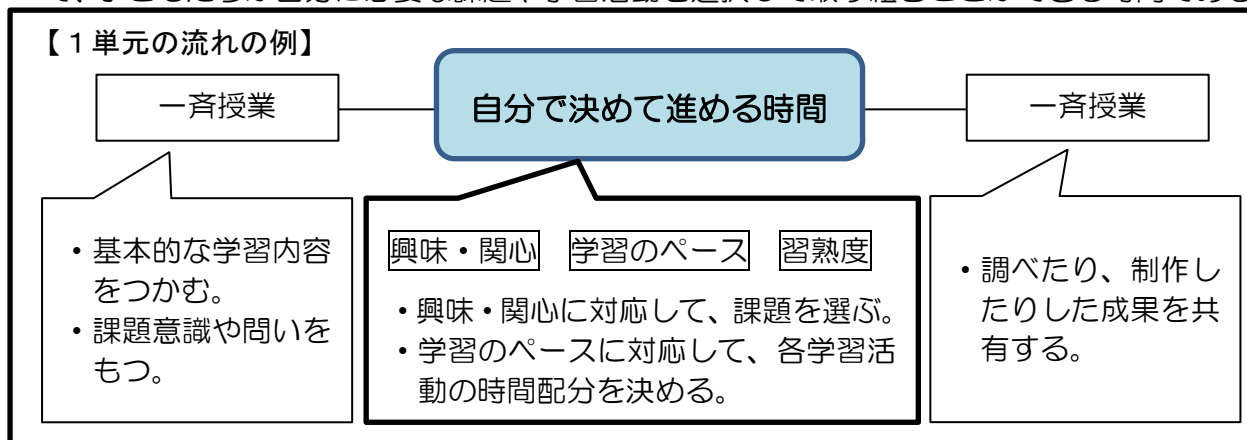 【１単元の流れの例】
一斉授業
自分で決めて進める時間
一斉授業
・基本的な学習内容
をつかむ。
・課題意識や問いを
もつ。
興味・関心 学習のペース 習熟度
・興味・関心に対応して、課題を選ぶ。
・学習のペースに対応して、各学習活
動の時間配分を決める。
・調べたり、制作し
たりした成果を共
有する。